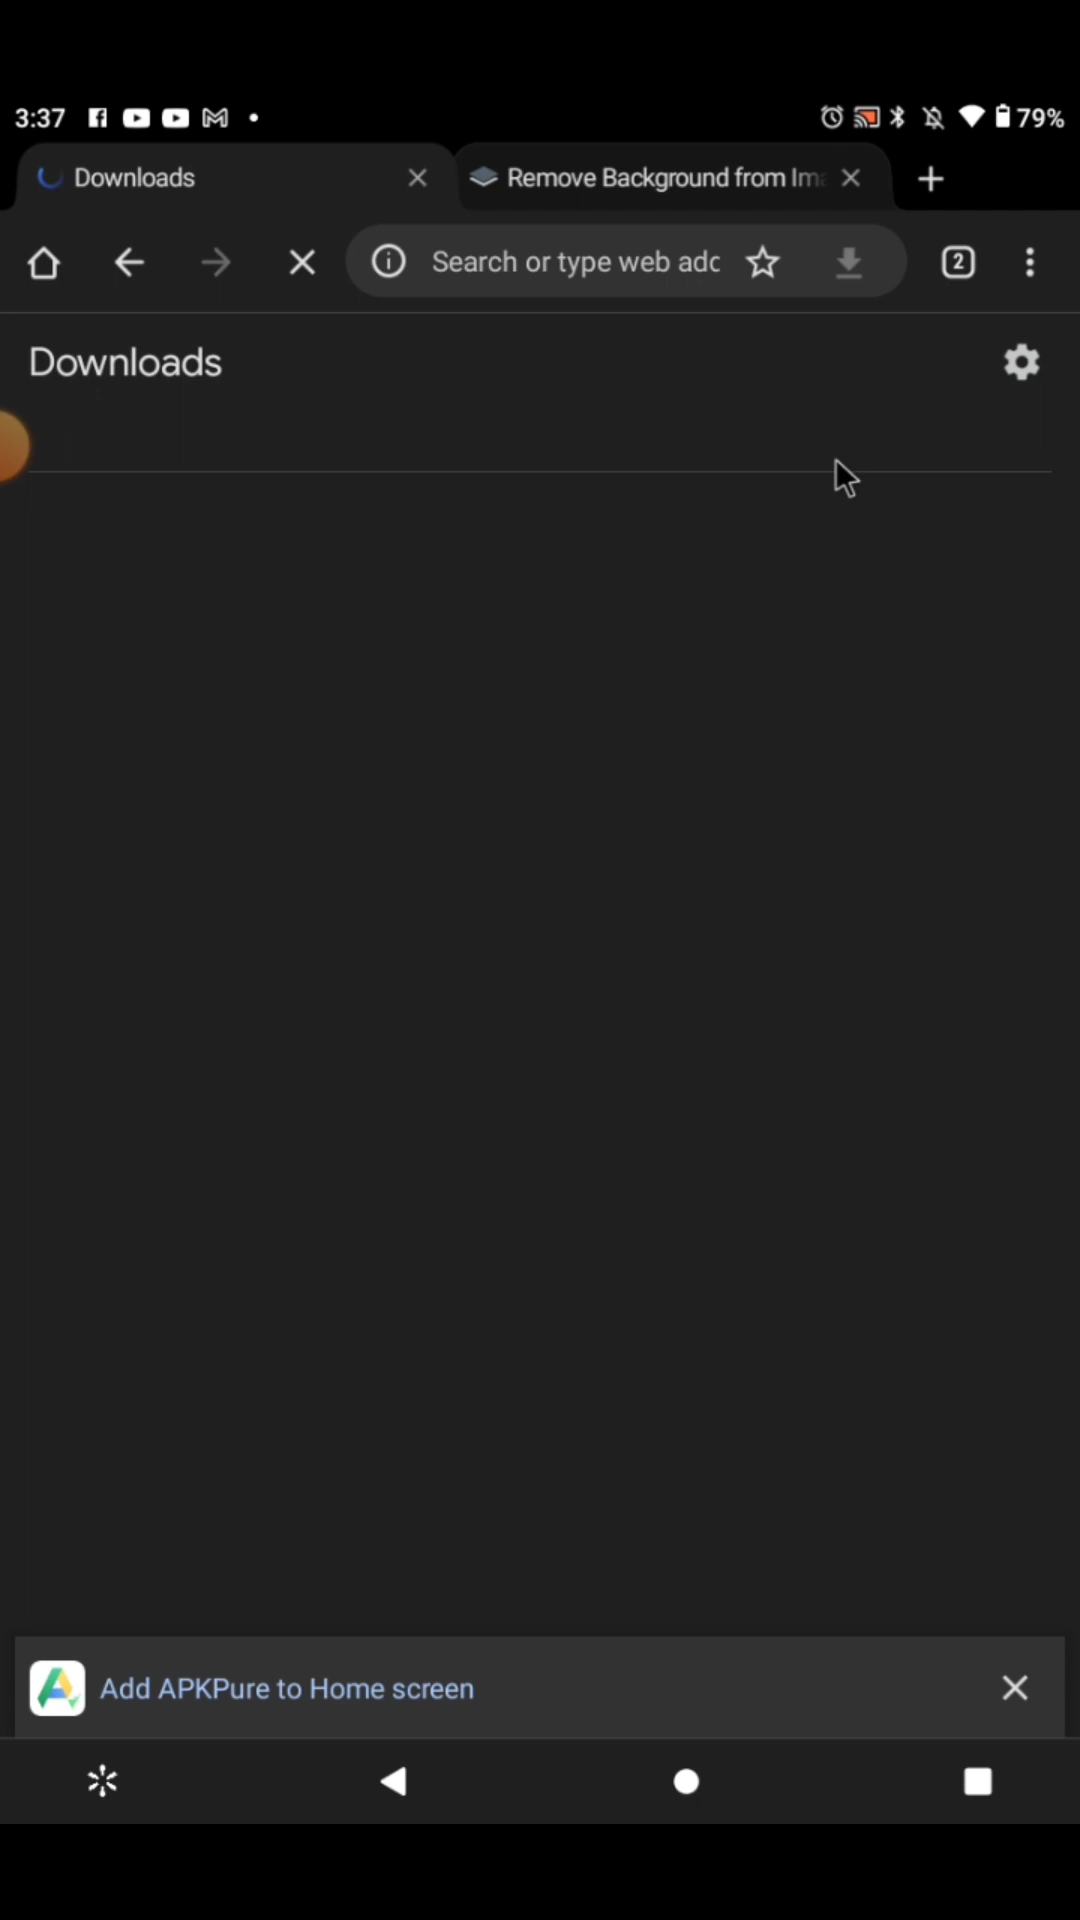 3:37
79%
Downloads
Remove Background from Im
Search or type web add
2
Downloads
Add APKPure to Home screen